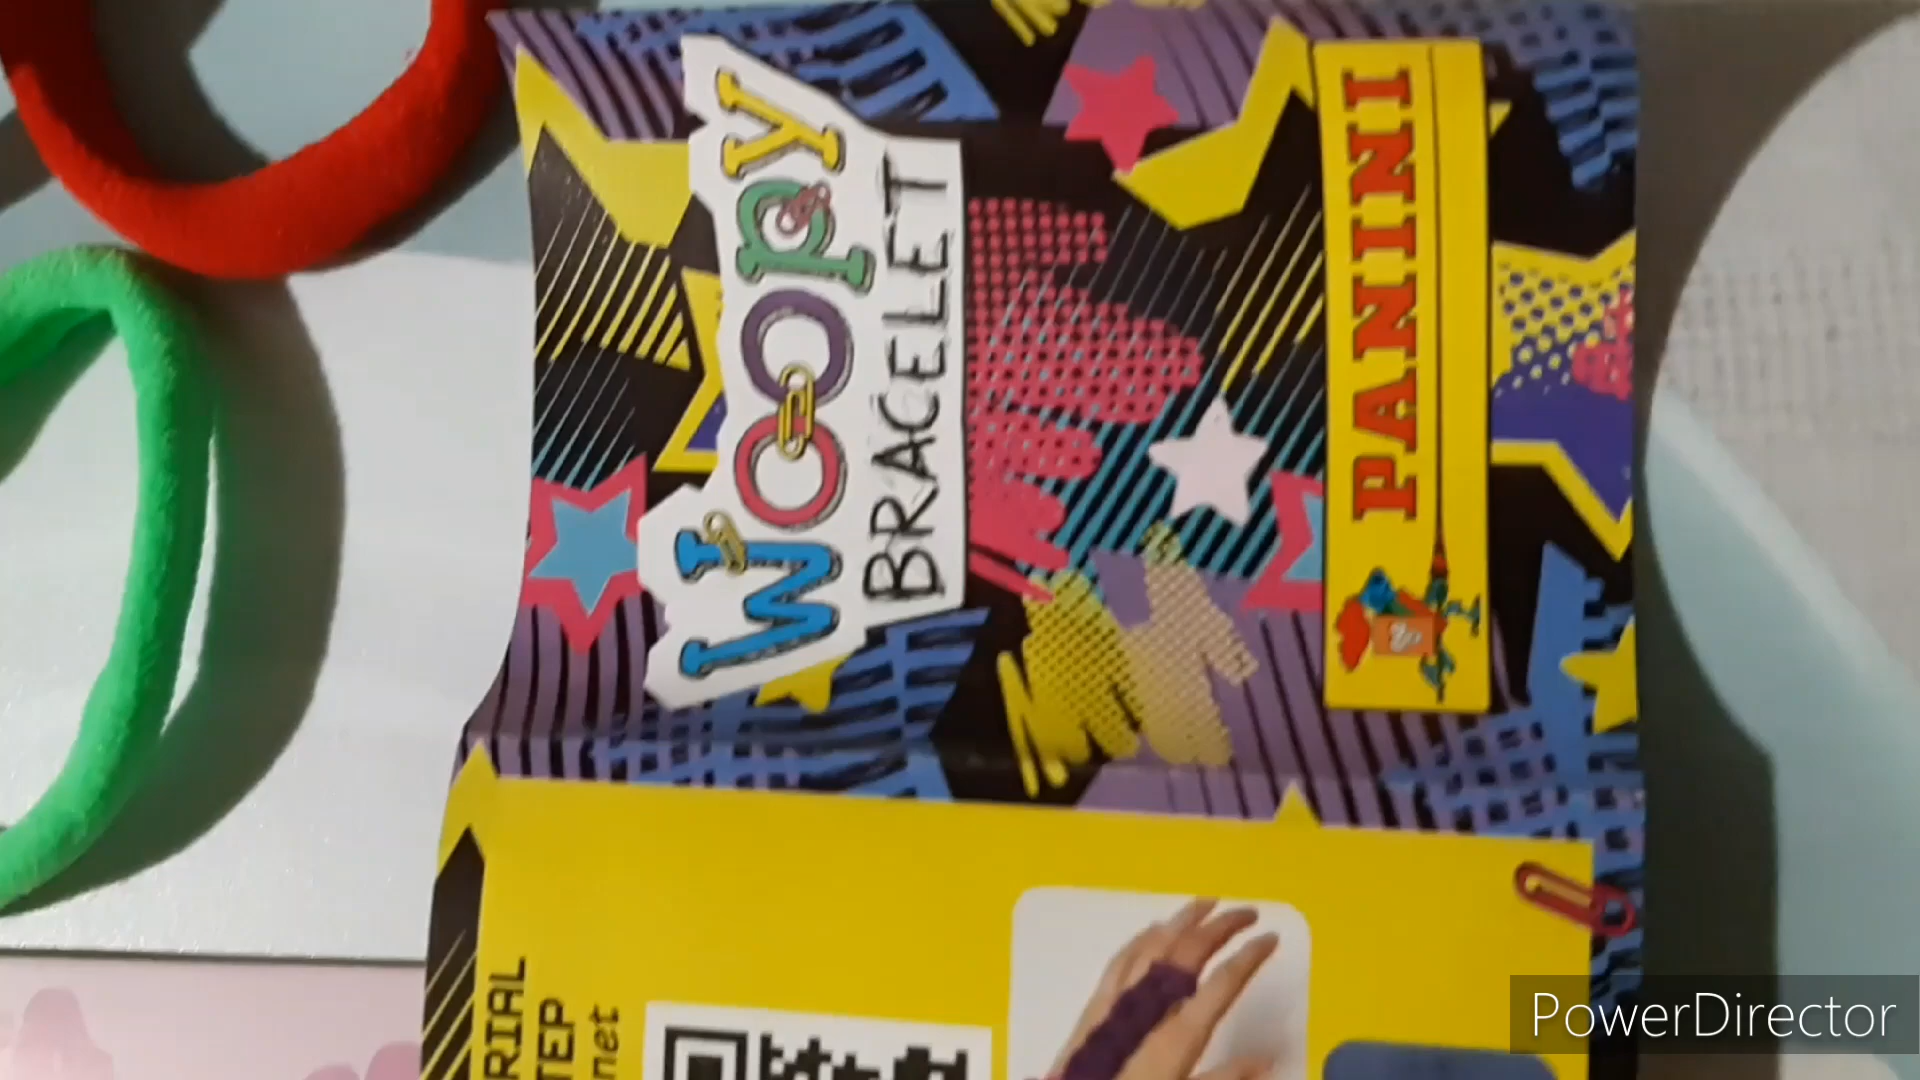 Woopy
BRACELET
PANINI
RIAL
TEP
net
PowerDirector